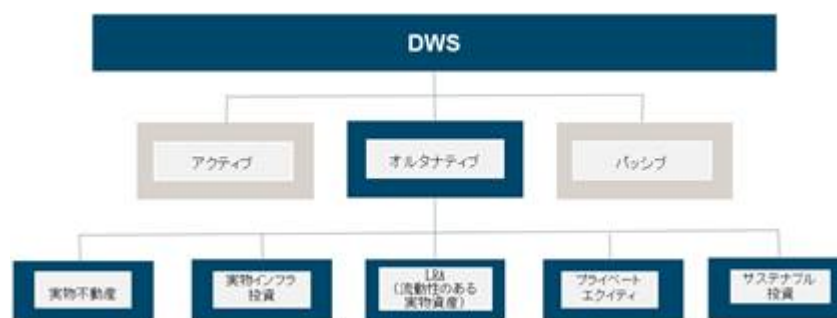 DWS
アクティブ
オルタナティブ
パッシブ
実物不動産
実物インフラ
投資
LRA
(流動性のある
実物資産)
プライベート
エクイティ
サステナブル
投資